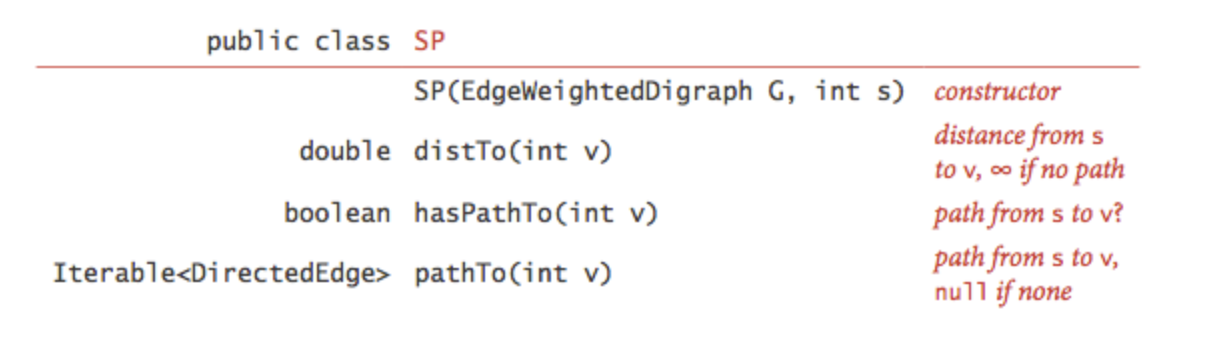 public class SP
SP(EdgeWeightedDigraph G, int s) constructor
double distTo(int v) distance from s
to v, ∞ if no path
boolean hasPathTo(int v) path from s to v?
Iterable<DirectedEdge> pathTo(int v) path from s to v,
null if none